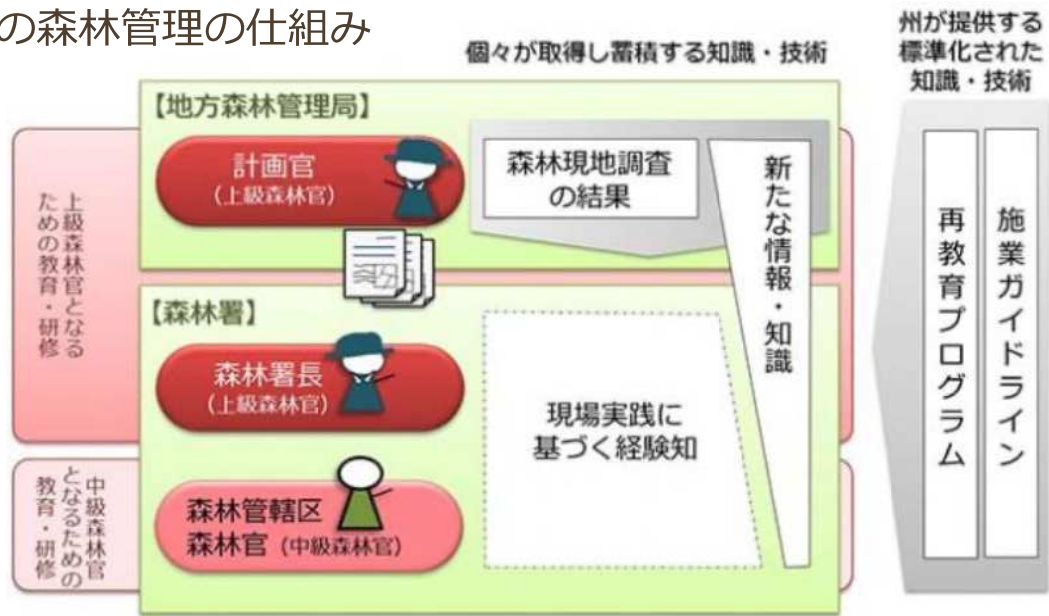 の森林管理の仕組み
個々が取得し蓄積する知識・技術
州が提供する
標準化された
知識・技術
【地方森林管理局】
計画官
（上級森林官）
森林現地調査
の結果
新たな情報・知識
再教育プログラム
施業ガイドライン
上級森林官となる
ための教育・研修
【森林署】
森林署長
（上級森林官）
現場実践に
基づく経験知
森林管轄区
森林官（中級森林官）
中級森林官
となるための
教育・研修